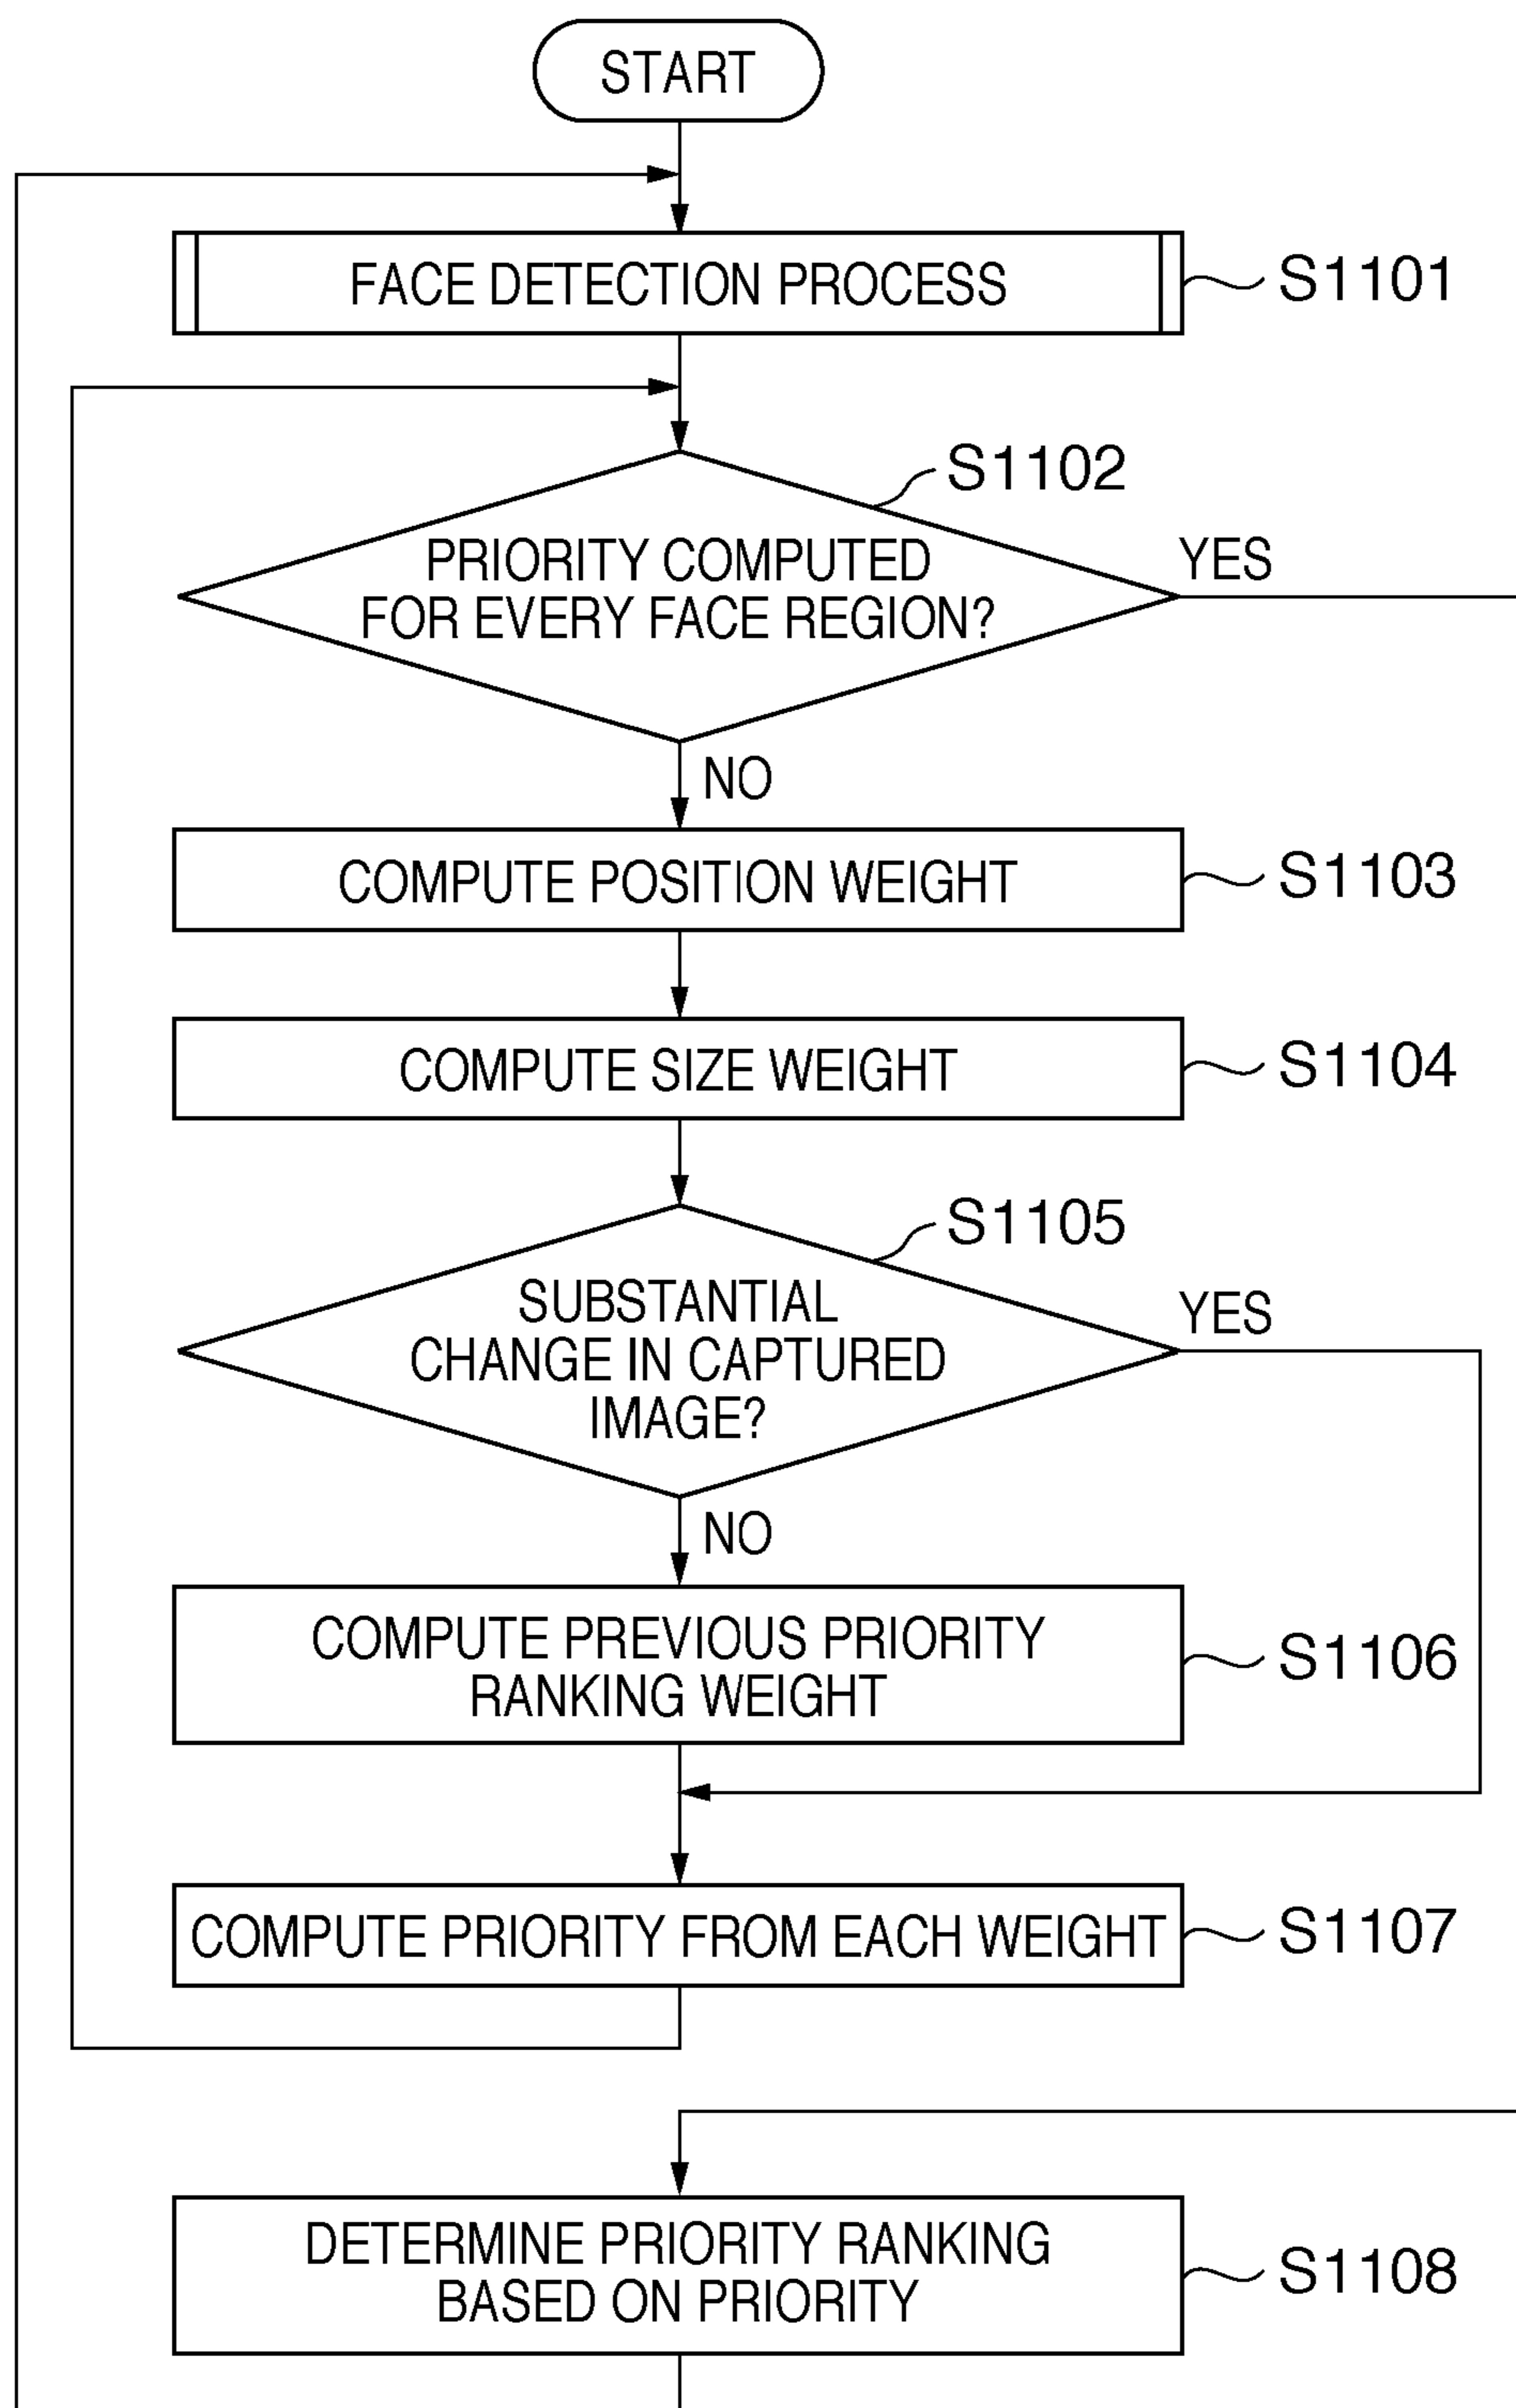 START
FACE DETECTION PROCESS
S1101
S1102
PRIORITY COMPUTED
FOR EVERY FACE REGION?
YES
NO
COMPUTE POSITION WEIGHT
S1103
COMPUTE SIZE WEIGHT
S1104
S1105
SUBSTANTIAL
CHANGE IN CAPTURED
IMAGE?
YES
NO
COMPUTE PREVIOUS PRIORITY
RANKING WEIGHT
S1106
COMPUTE PRIORITY FROM EACH WEIGHT
S1107
DETERMINE PRIORITY RANKING
BASED ON PRIORITY
S1108